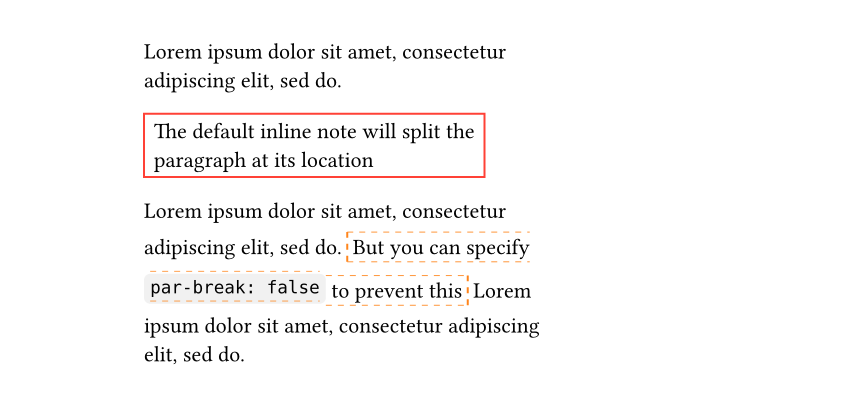 Lorem ipsum dolor sit amet, consectetur
adipiscing elit, sed do.
The default inline note will split the
paragraph at its location
Lorem ipsum dolor sit amet, consectetur
adipiscing elit, sed do. But you can specify
par-break: false to prevent this Lorem
ipsum dolor sit amet, consectetur adipiscing
elit, sed do.